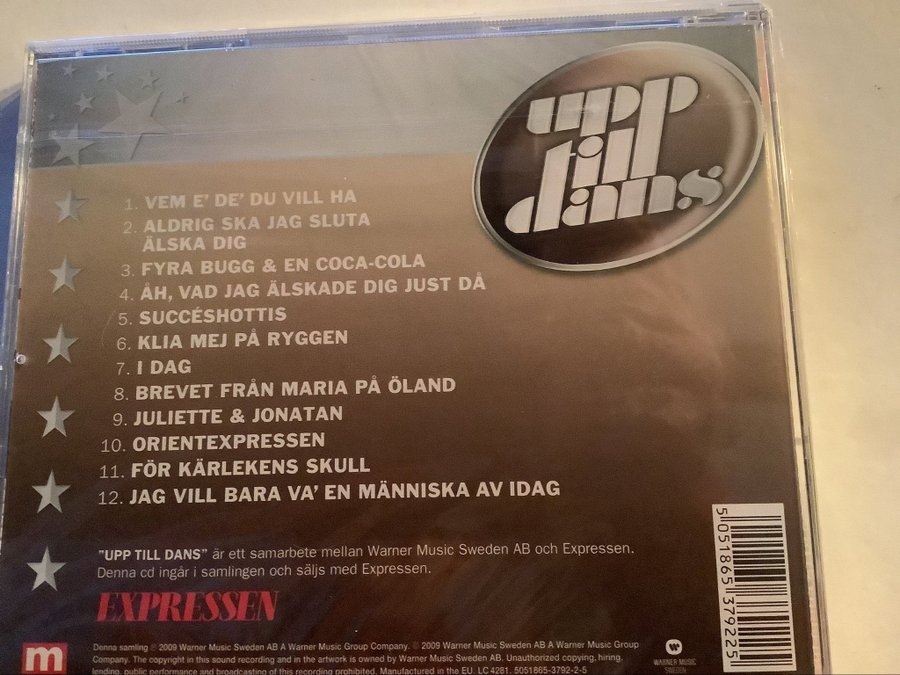 upp
till
dans
1. VEM E' DE' DU VILL HA
2. ALDRIG SKA JAG SLUTA
ÄLSKA DIG
3. FYRA BUGG & EN COCA-COLA
4. ÅH, VAD JAG ÄLSKADE DIG JUST DÅ
5. SUCCÉSHOTTIS
6. KLIA MEJ PÅ RYGGEN
7. I DAG
8. BREVET FRÅN MARIA PÅ ÖLAND
9. JULIETTE & JONATAN
10. ORIENTEXPRESSEN
11. FÖR KÄRLEKENS SKULL
12. JAG VILL BARA VA' EN MÄNNISKA AV IDAG
"UPP TILL DANS" är ett samarbete mellan Warner Music Sweden AB och Expressen.
Denna cd ingår i samlingen och säljs med Expressen.
EXPRESSEN
m
Denna samling ℗ 2009 Warner Music Sweden AB A Warner Music Group Company. © 2009 Warner Music Sweden AB A Warner Music Group
Company. The copyright in this sound recording and in the artwork is owned by Warner Music Sweden AB. Unauthorized copying, hiring,
lending, public performance and broadcasting of this recording prohibited. Manufactured in the EU. LC 4281. 5051865-3792-2-5
5 051865 379225
WARNER MUSIC
SWEDEN